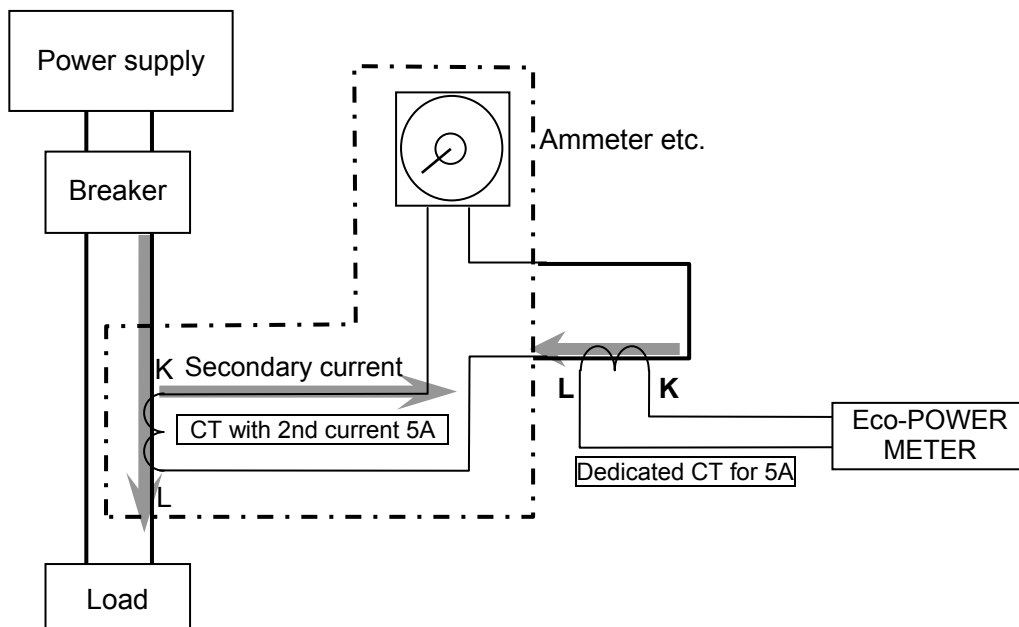 Power supply
Ammeter etc.
Breaker
K Secondary current
L K
CT with 2nd current 5A
Eco-POWER
METER
Dedicated CT for 5A
L
Load